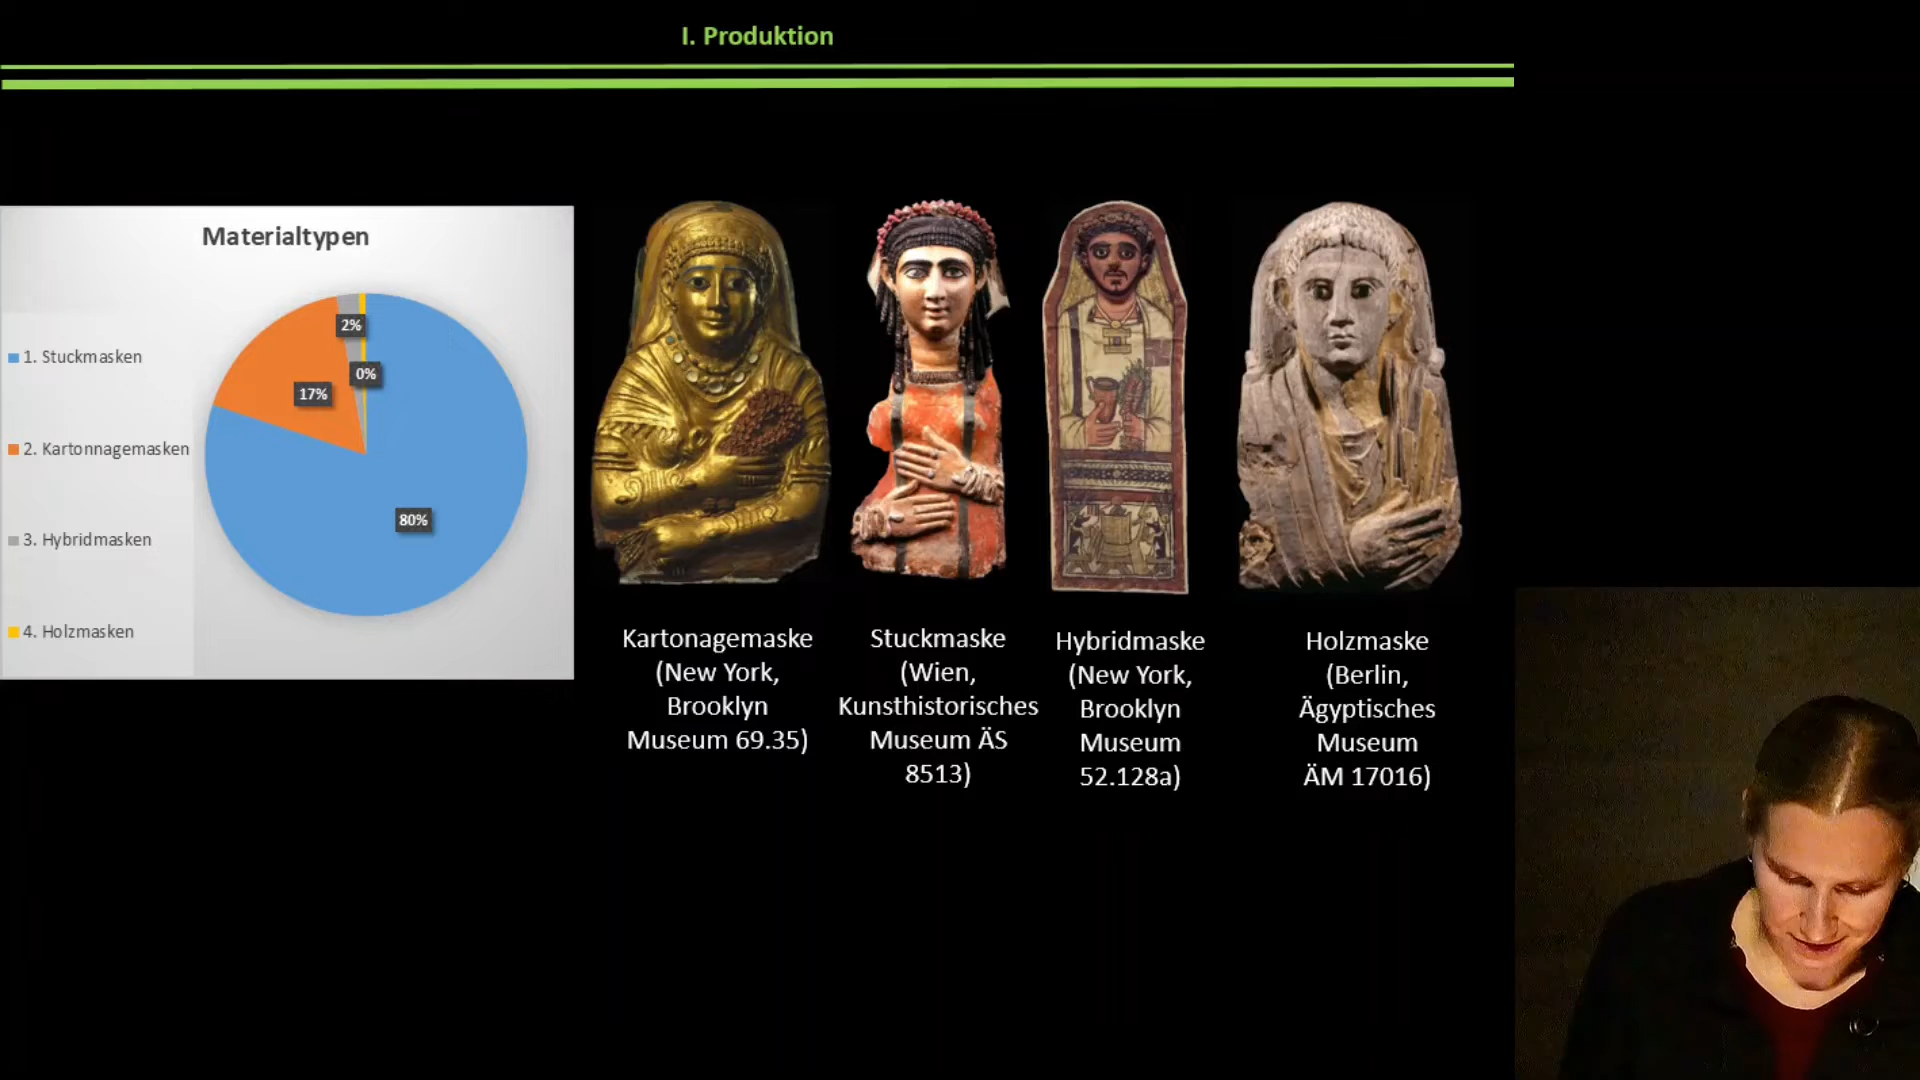 I. Produktion
Materialtypen
1. Stuckmasken
2. Kartonnagemasken
3. Hybridmasken
4. Holzmasken
2%
0%
17%
80%
Kartonagemaske
(New York,
Brooklyn
Museum 69.35)
Stuckmaske
(Wien,
Kunsthistorisches
Museum ÄS
8513)
Hybridmaske
(New York,
Brooklyn
Museum
52.128a)
Holzmaske
(Berlin,
Ägyptisches
Museum
ÄM 17016)